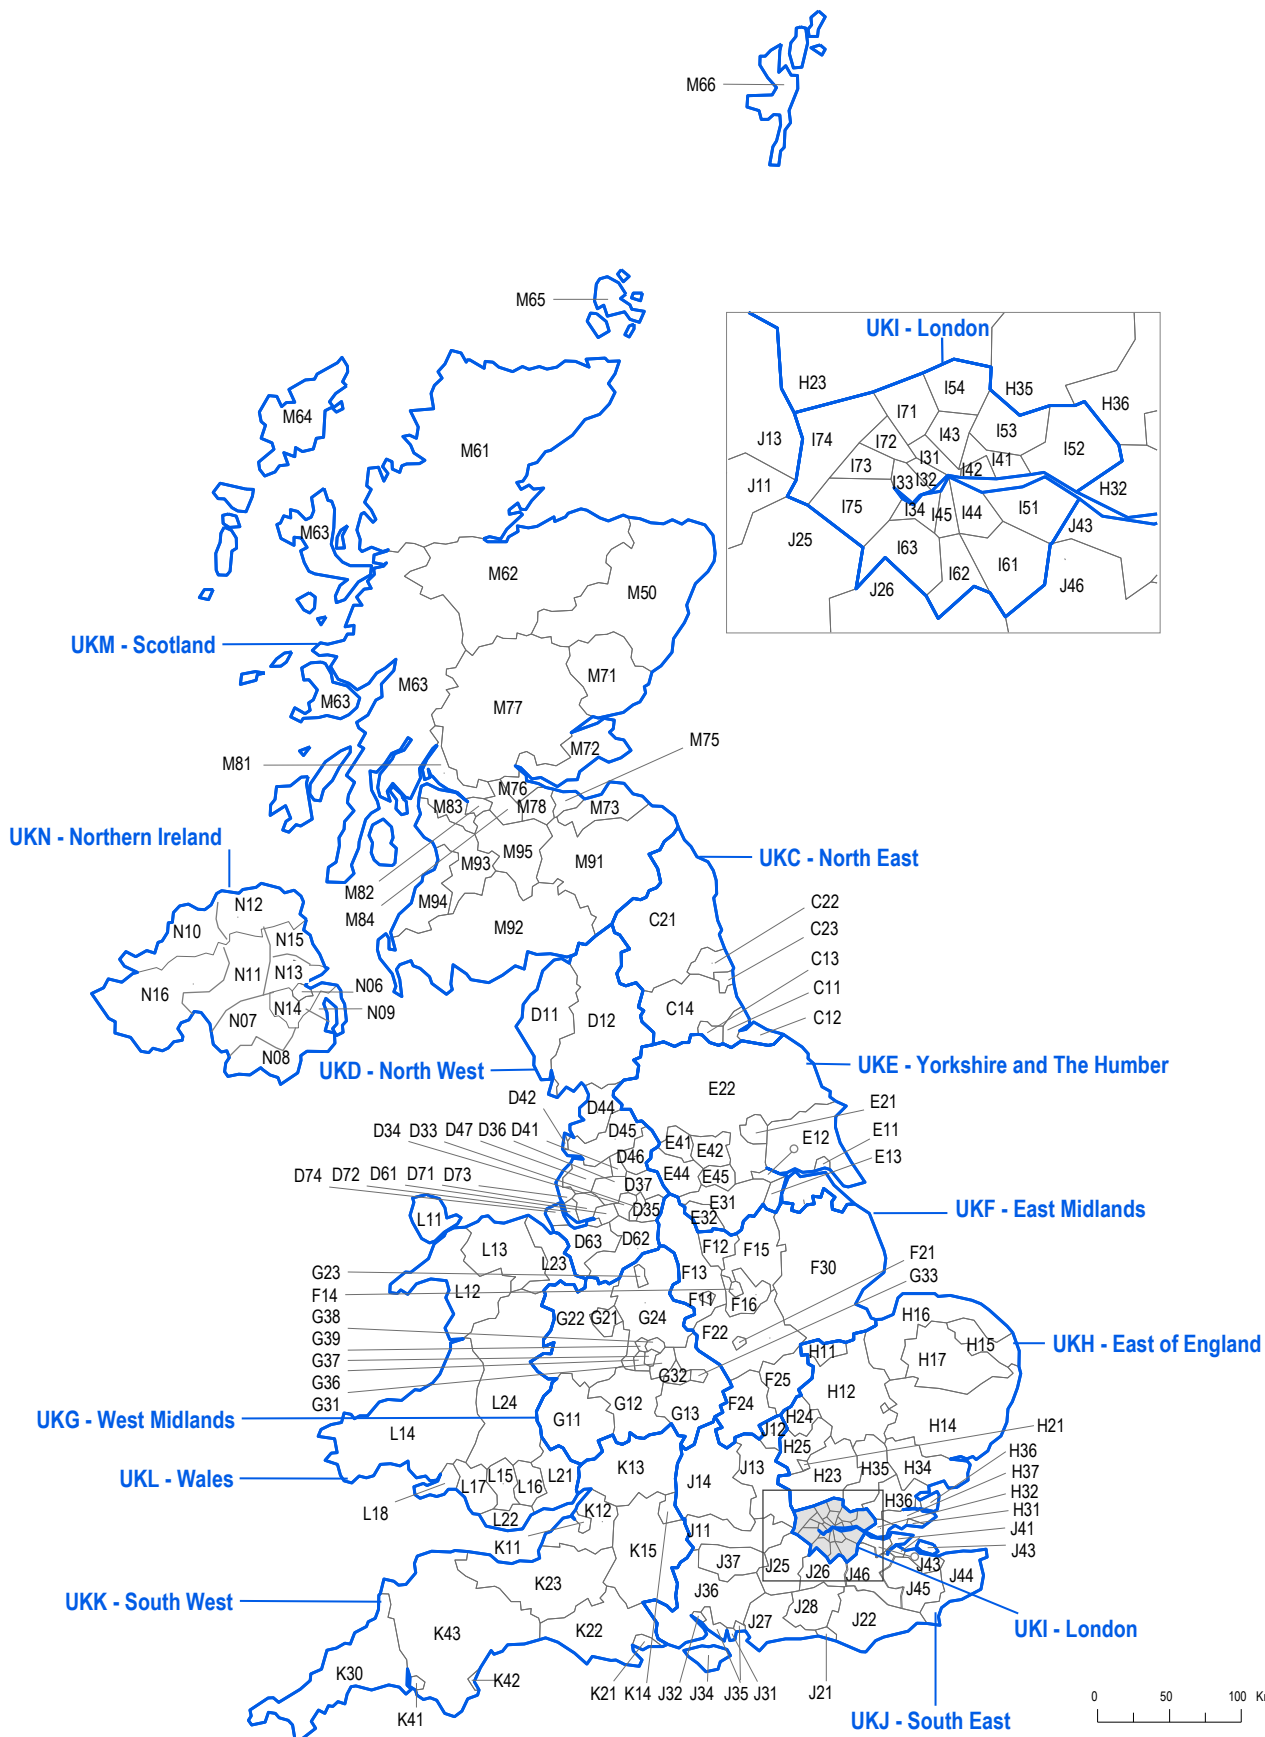 M66
M65
UKI - London
H23
I54
H35
M64
H36
I71
M61
J13
I74
I43
I53
I72
I52
I31
I41
I73
I42
J11
I33
I32
H32
M63
I75
I34
I45
I44
I51
J43
J25
I63
M62
I61
I62
J26
J46
M50
UKM - Scotland
M71
M63
M63
M77
M75
M72
M81
M76
M83
M78
M73
UKN - Northern Ireland
M95
M91
UKC - North East
M93
M82
M94
M84
N12
C22
C21
N10
M92
C23
N15
C13
N11
N13
N06
C11
N16
D11
D12
C14
N14
N09
C12
N07
N08
UKD - North West
UKE - Yorkshire and The Humber
E22
D42
D44
E21
D34 D33 D47 D36 D41
D45
E41
E42
E12
E11
D46
E13
D74 D72 D61 D71 D73
E44
E45
D37
E31
D35
E32
UKF - East Midlands
L11
D63
D62
L13
L23
F12
F15
F30
F21
G23
F13
G33
L12
F14
F11
F16
G38
G22
G21
G24
H16
F22
G39
H15
UKH - East of England
H11
H17
G37
G32
G36
F25
H12
G31
L24
G12
F24
G13
H24
UKG - West Midlands
G11
H14
H21
L14
J12
H25
H36
UKL - Wales
L15
L21
K13
J14
J13
H23
H35
H34
H37
L17
L16
H36
H32
L18
L22
K12
H31
J11
J41
K11
K15
J37
J25
J43
J43
J26
J46
J44
K23
J36
J45
UKK - South West
J28
J27
J22
K43
K22
UKI - London
K30
K42
K21 K14 J32 J34 J35 J31
J21
K41
UKJ - South East
0 50 100